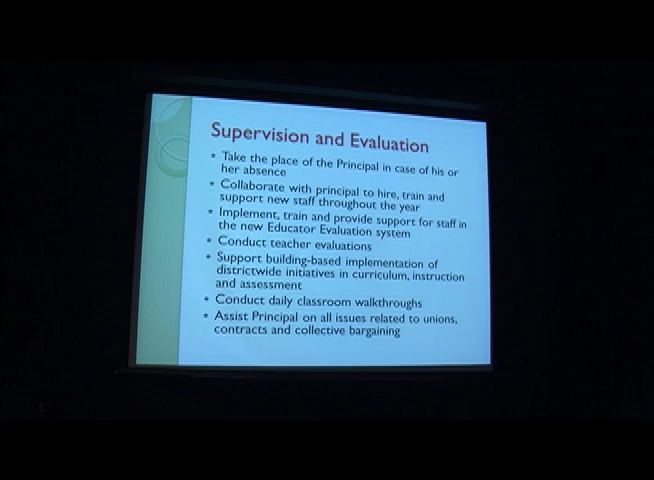 Supervision and Evaluation
• Take the place of the Principal in case of his or
her absence
• Collaborate with principal to hire, train and
support new staff throughout the year
• Implement, train and provide support for staff in
the new Educator Evaluation system
• Conduct teacher evaluations
• Support building-based implementation of
districtwide initiatives in curriculum, instruction
and assessment
• Conduct daily classroom walkthroughs
• Assist Principal on all issues related to unions,
contracts and collective bargaining